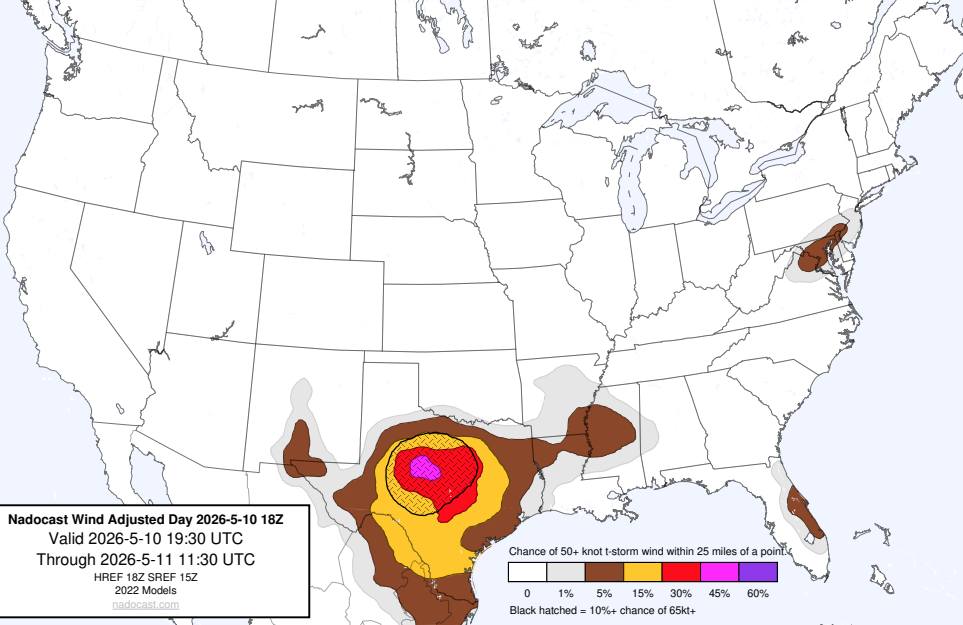 Nadocast Wind Adjusted Day 2026-5-10 18Z
Valid 2026-5-10 19:30 UTC
Through 2026-5-11 11:30 UTC
HREF 18Z SREF 15Z
2022 Models
nadocast.com
Chance of 50+ knot t-storm wind within 25 miles of a point.
0 1% 5% 15% 30% 45% 60%
Black hatched = 10%+ chance of 65kt+